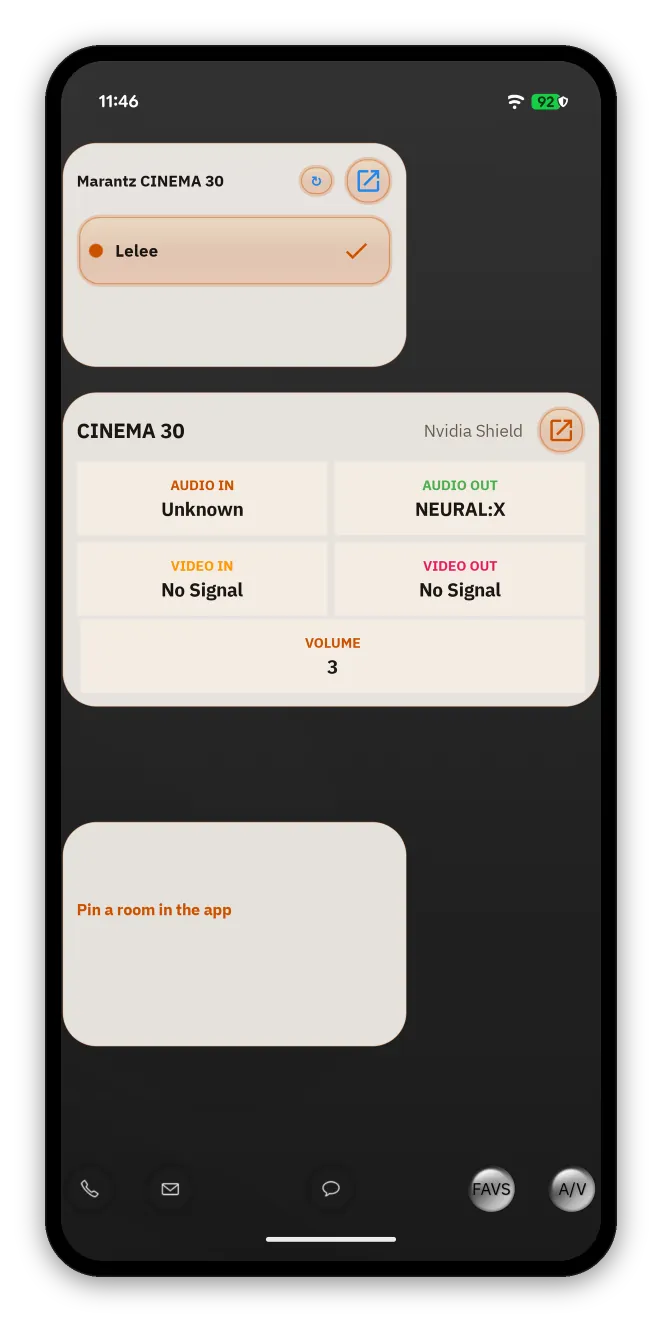 11:46
92
Marantz CINEMA 30
↻
Lelee
CINEMA 30
Nvidia Shield
AUDIO IN
Unknown
AUDIO OUT
NEURAL:X
VIDEO IN
No Signal
VIDEO OUT
No Signal
VOLUME
3
Pin a room in the app
FAVS
A/V